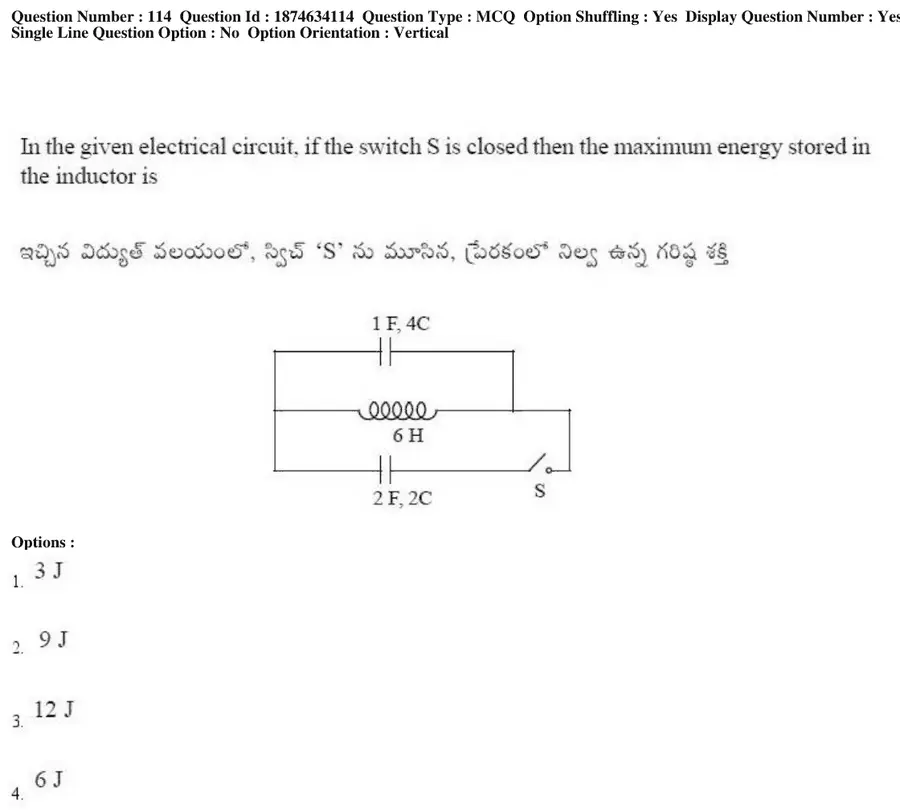 Question Number : 114 Question Id : 1874634114 Question Type : MCQ Option Shuffling : Yes Display Question Number : Yes
Single Line Question Option : No Option Orientation : Vertical
In the given electrical circuit, if the switch S is closed then the maximum energy stored in
the inductor is
ఇచ్చిన విద్యుత్ వలయంలో, స్విచ్ ‘S’ ను మూసిన, ప్రేరకంలో నిల్వ ఉన్న గరిష్ఠ శక్తి
1 F, 4C
6 H
2 F, 2C
S
Options :
1. 3 J
2. 9 J
3. 12 J
4. 6 J